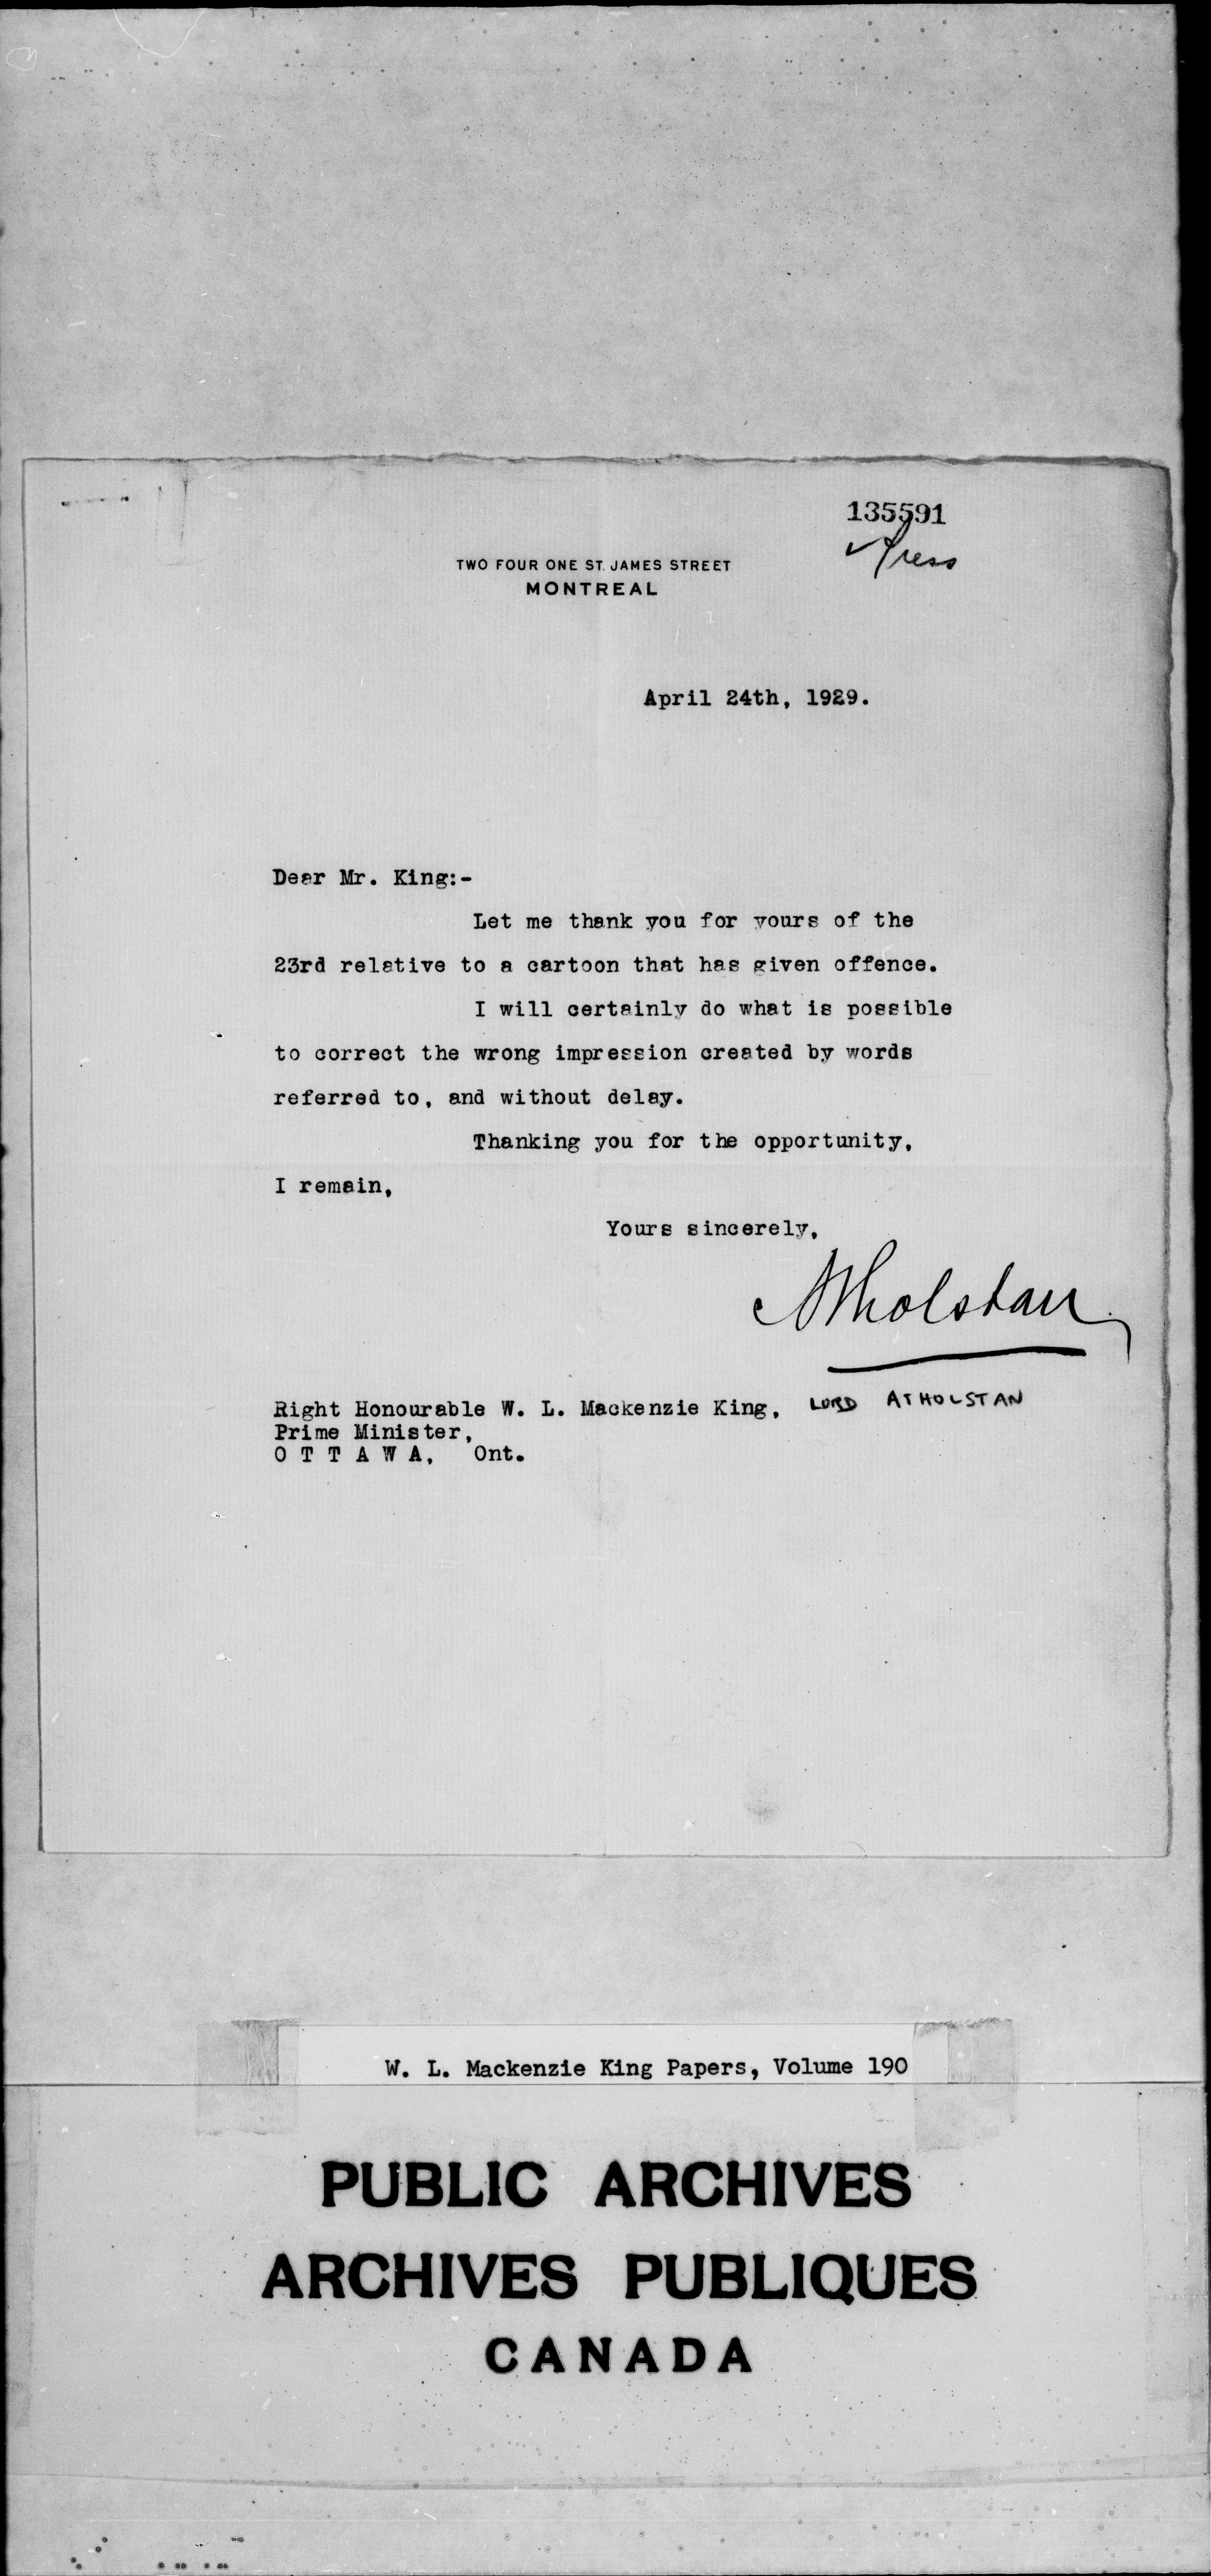 135591
Press
TWO FOUR ONE ST. JAMES STREET
MONTREAL
April 24th, 1929.
Dear Mr. King:-
Let me thank you for yours of the
23rd relative to a cartoon that has given offence.
I will certainly do what is possible
to correct the wrong impression created by words
referred to, and without delay.
Thanking you for the opportunity,
I remain,
Yours sincerely,
Atholstan
Right Honourable W. L. Mackenzie King, LORD ATHOLSTAN
Prime Minister,
O T T A W A, Ont.
W. L. Mackenzie King Papers, Volume 190
PUBLIC ARCHIVES
ARCHIVES PUBLIQUES
CANADA